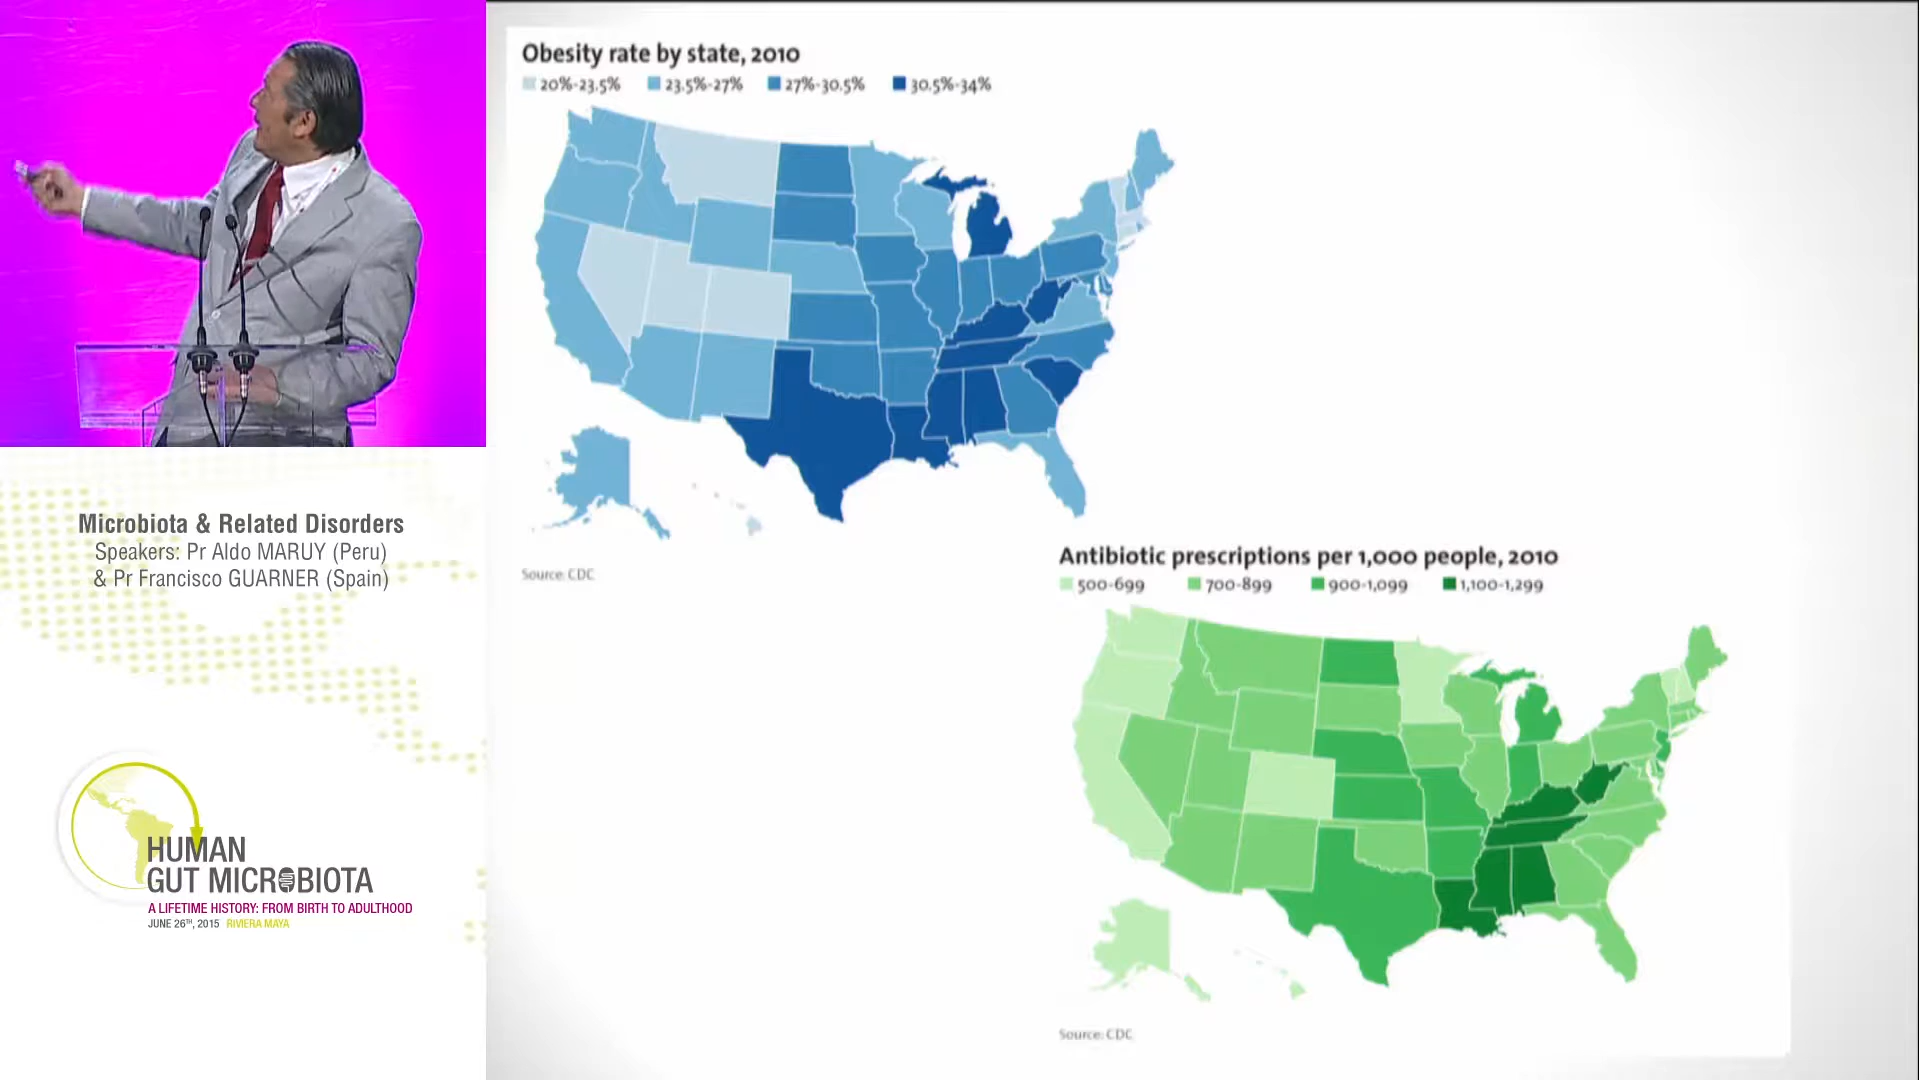 Obesity rate by state, 2010
20%-23.5% 23.5%-27% 27%-30.5% 30.5%-34%
Source: CDC
Antibiotic prescriptions per 1,000 people, 2010
500-699 700-899 900-1,099 1,100-1,299
Source: CDC
Microbiota & Related Disorders
Speakers: Pr Aldo MARUY (Peru)
& Pr Francisco GUARNER (Spain)
HUMAN
GUT MICROBIOTA
A LIFETIME HISTORY: FROM BIRTH TO ADULTHOOD
JUNE 26TH, 2015 RIVIERA MAYA